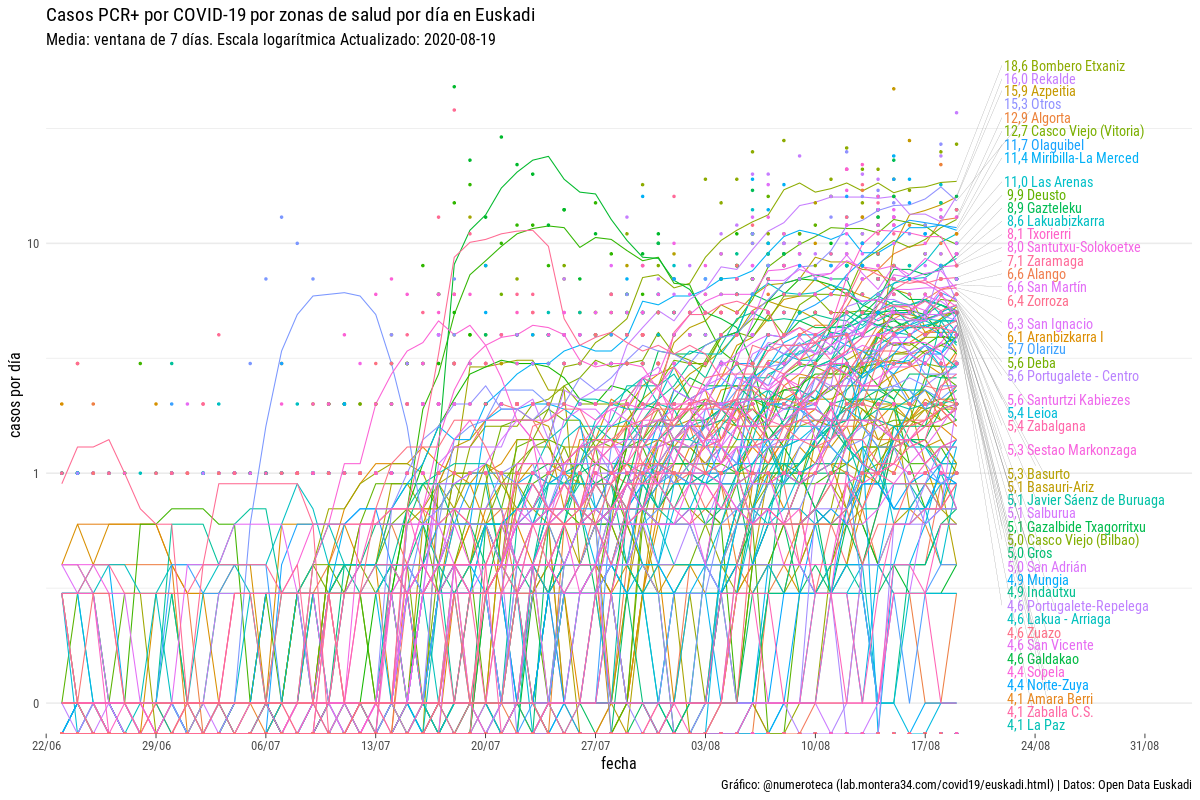 Casos PCR+ por COVID-19 por zonas de salud por día en Euskadi
Media: ventana de 7 días. Escala logarítmica Actualizado: 2020-08-19
casos por día
10
1
0
18,6 Bombero Etxaniz
16,0 Rekalde
15,9 Azpeitia
15,3 Otros
12,9 Algorta
12,7 Casco Viejo (Vitoria)
11,7 Olaguibel
11,4 Miribilla-La Merced
11,0 Las Arenas
9,9 Deusto
8,9 Gazteleku
8,6 Lakuabizkarra
8,1 Txorierri
8,0 Santutxu-Solokoetxe
7,1 Zaramaga
6,6 Alango
6,6 San Martín
6,4 Zorroza
6,3 San Ignacio
6,1 Aranbizkarra I
5,7 Olarizu
5,6 Deba
5,6 Portugalete - Centro
5,6 Santurtzi Kabiezes
5,4 Leioa
5,4 Zabalgana
5,3 Sestao Markonzaga
5,3 Basurto
5,1 Basauri-Ariz
5,1 Javier Sáenz de Buruaga
5,1 Salburua
5,1 Gazalbide Txagorritxu
5,0 Casco Viejo (Bilbao)
5,0 Gros
5,0 San Adrián
4,9 Mungia
4,9 Indautxu
4,6 Portugalete-Repelega
4,6 Lakua - Arriaga
4,6 Zuazo
4,6 San Vicente
4,6 Galdakao
4,4 Sopela
4,4 Norte-Zuya
4,1 Amara Berri
4,1 Zaballa C.S.
4,1 La Paz
22/06 29/06 06/07 13/07 20/07 27/07 03/08 10/08 17/08 24/08 31/08
fecha
Gráfico: @numeroteca (lab.montera34.com/covid19/euskadi.html) | Datos: Open Data Euskadi